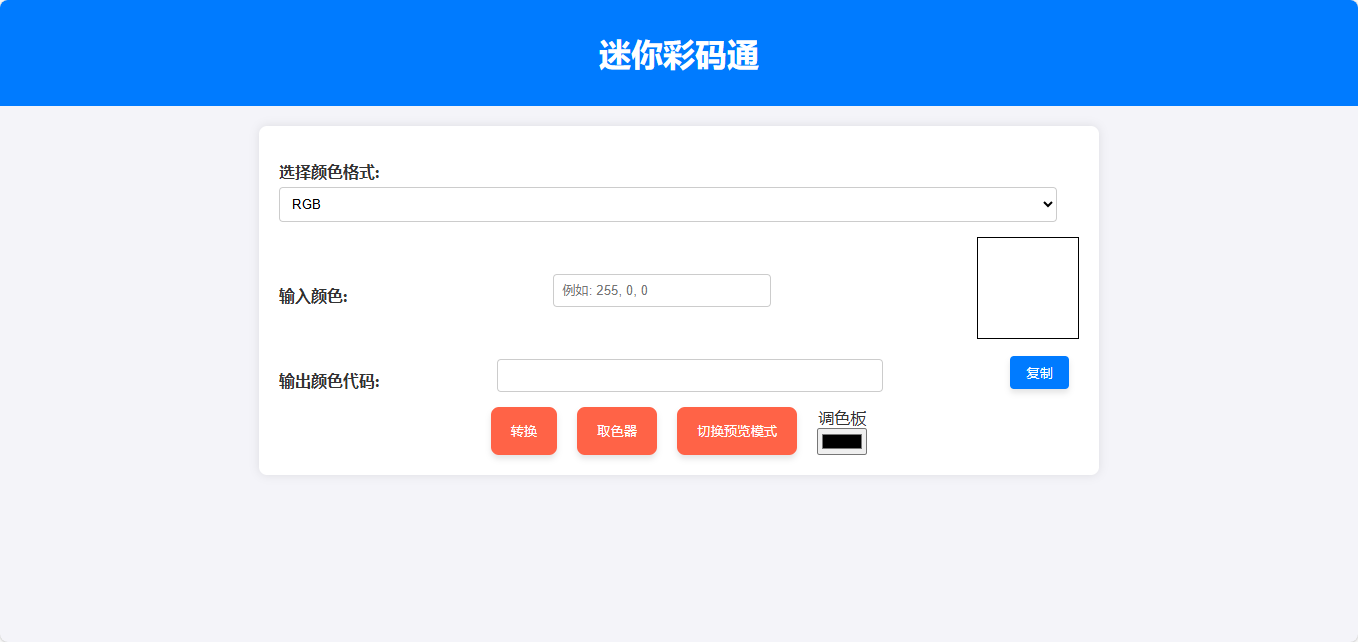 迷你彩码通
选择颜色格式:
RGB
输入颜色:
例如: 255, 0, 0
输出颜色代码:
复制
转换
取色器
切换预览模式
调色板